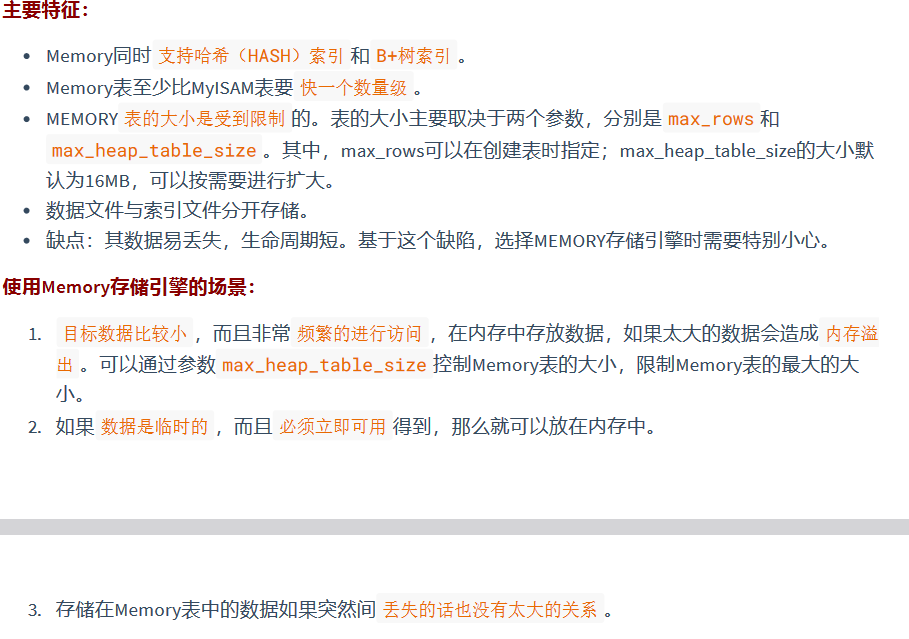 主要特征：
• Memory同时 支持哈希（HASH）索引 和 B+树索引 。
• Memory表至少比MyISAM表要 快一个数量级 。
• MEMORY 表的大小是受到限制 的。表的大小主要取决于两个参数，分别是 max_rows 和
max_heap_table_size 。其中，max_rows可以在创建表时指定；max_heap_table_size的大小默
认为16MB，可以按需要进行扩大。
• 数据文件与索引文件分开存储。
• 缺点：其数据易丢失，生命周期短。基于这个缺陷，选择MEMORY存储引擎时需要特别小心。
使用Memory存储引擎的场景：
1. 目标数据比较小 ，而且非常 频繁的进行访问 ，在内存中存放数据，如果太大的数据会造成 内存溢
出 。可以通过参数 max_heap_table_size 控制Memory表的大小，限制Memory表的最大的大
小。
2. 如果 数据是临时的 ，而且 必须立即可用 得到，那么就可以放在内存中。
3. 存储在Memory表中的数据如果突然间 丢失的话也没有太大的关系 。